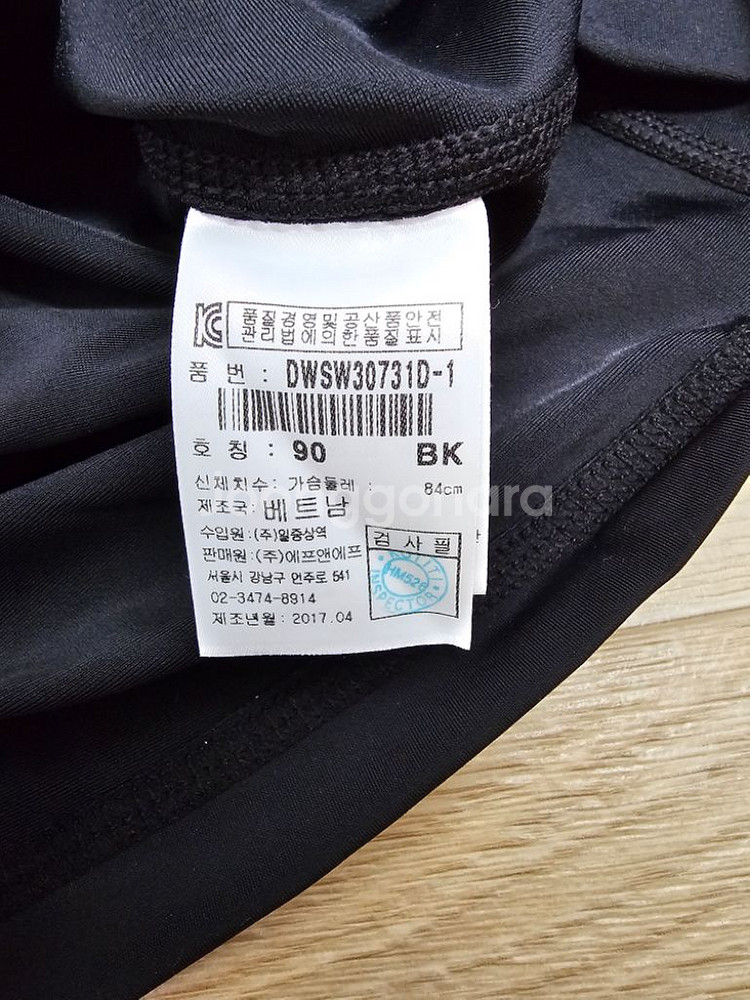 KC 품질경영및공산품안전
관리법에의한품질표시
품 번 : DWSW30731D-1
호 칭 : 90 BK
신체치수: 가슴둘레 : 84cm
제조국: 베트남
수입원 :(주)일중상역
판매원 :(주)에프앤에프
서울시 강남구 언주로 541
02-3474-8914
제조년월 : 2017.04
검 사 필
HM526
INSPECTOR
joonggonara